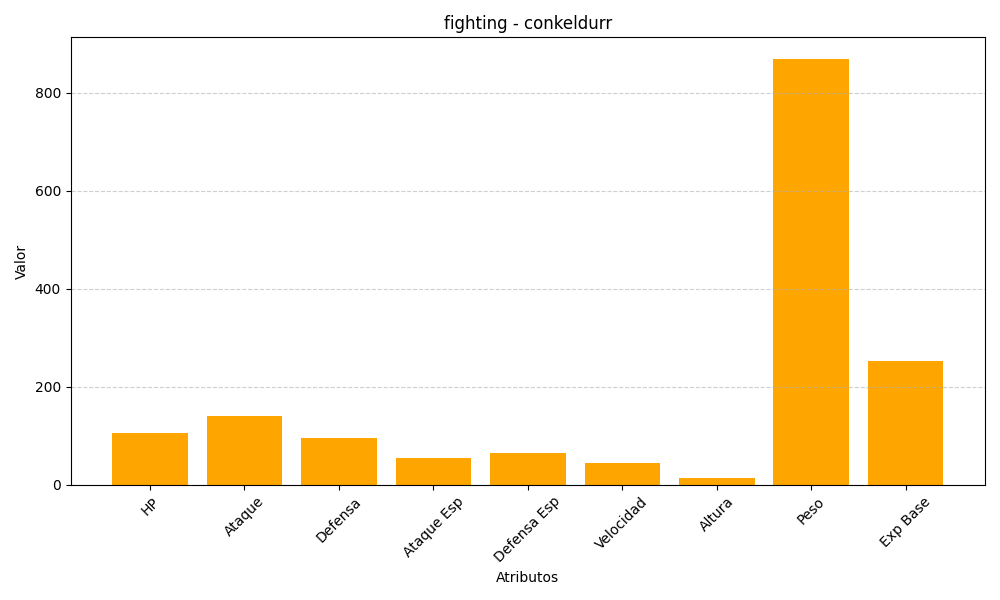 fighting - conkeldurr
Valor
800
600
400
200
0
HP
Ataque
Defensa
Ataque Esp
Defensa Esp
Velocidad
Altura
Peso
Exp Base
Atributos